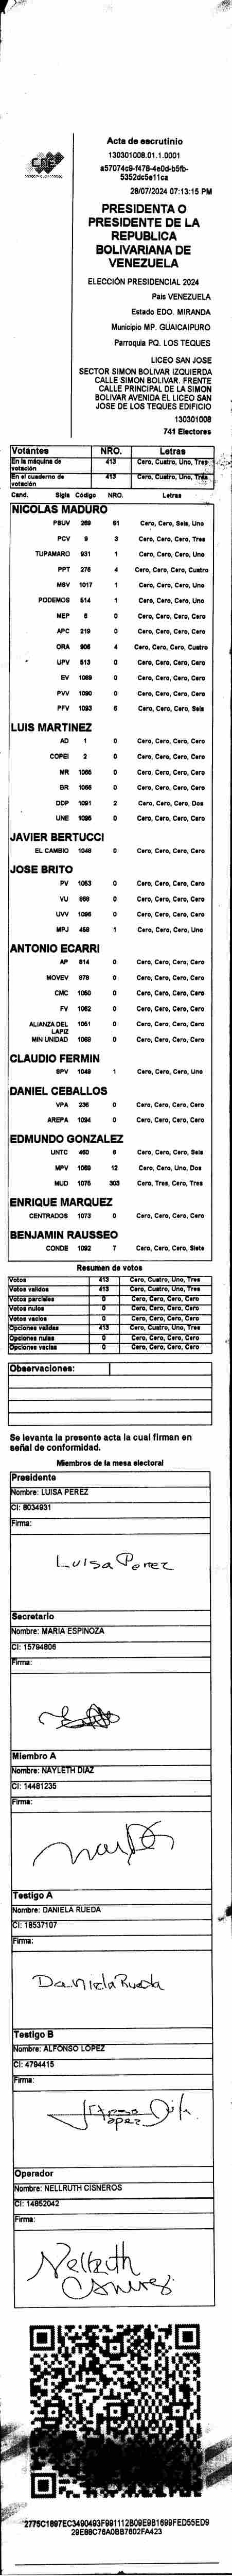 CNE
Acta de escrutinio
130301008.01.1.0001
a57074c9-f478-4e0d-b5fb-
5352dc5e11ca
28/07/2024 07:13:15 PM
PRESIDENTA O
PRESIDENTE DE LA
REPUBLICA
BOLIVARIANA DE
VENEZUELA
ELECCIÓN PRESIDENCIAL 2024
Pais VENEZUELA
Estado EDO. MIRANDA
Municipio MP. GUAICAIPURO
Parroquia PQ. LOS TEQUES
LICEO SAN JOSE
SECTOR SIMON BOLIVAR IZQUIERDA
CALLE SIMON BOLIVAR. FRENTE
CALLE PRINCIPAL DE LA SIMON
BOLIVAR AVENIDA EL LICEO SAN
JOSE DE LOS TEQUES EDIFICIO
130301008
741 Electores
Votantes NRO. Letras
En la máquina de votación 413 Cero, Cuatro, Uno, Tres
En el cuaderno de votación 413 Cero, Cuatro, Uno, Tres
Cand. Sigla Código NRO. Letras
NICOLAS MADURO
PSUV 269 61 Cero, Cero, Seis, Uno
PCV 9 3 Cero, Cero, Cero, Tres
TUPAMARO 931 1 Cero, Cero, Cero, Uno
PPT 276 4 Cero, Cero, Cero, Cuatro
MSV 1017 1 Cero, Cero, Cero, Uno
PODEMOS 514 1 Cero, Cero, Cero, Uno
MEP 6 0 Cero, Cero, Cero, Cero
APC 219 0 Cero, Cero, Cero, Cero
ORA 906 4 Cero, Cero, Cero, Cuatro
UPV 513 0 Cero, Cero, Cero, Cero
EV 1089 0 Cero, Cero, Cero, Cero
PVV 1090 0 Cero, Cero, Cero, Cero
PFV 1093 6 Cero, Cero, Cero, Seis
LUIS MARTINEZ
AD 1 0 Cero, Cero, Cero, Cero
COPEI 2 0 Cero, Cero, Cero, Cero
MR 1065 0 Cero, Cero, Cero, Cero
BR 1066 0 Cero, Cero, Cero, Cero
DDP 1091 2 Cero, Cero, Cero, Dos
UNE 1095 0 Cero, Cero, Cero, Cero
JAVIER BERTUCCI
EL CAMBIO 1048 0 Cero, Cero, Cero, Cero
JOSE BRITO
PV 1053 0 Cero, Cero, Cero, Cero
VU 868 0 Cero, Cero, Cero, Cero
UVV 1096 0 Cero, Cero, Cero, Cero
MPJ 458 1 Cero, Cero, Cero, Uno
ANTONIO ECARRI
AP 814 0 Cero, Cero, Cero, Cero
MOVEV 878 0 Cero, Cero, Cero, Cero
CMC 1050 0 Cero, Cero, Cero, Cero
FV 1062 0 Cero, Cero, Cero, Cero
ALIANZA DEL LAPIZ 1051 0 Cero, Cero, Cero, Cero
MIN UNIDAD 1069 0 Cero, Cero, Cero, Cero
CLAUDIO FERMIN
SPV 1049 1 Cero, Cero, Cero, Uno
DANIEL CEBALLOS
VPA 236 0 Cero, Cero, Cero, Cero
AREPA 1094 0 Cero, Cero, Cero, Cero
EDMUNDO GONZALEZ
UNTC 460 6 Cero, Cero, Cero, Seis
MPV 1069 12 Cero, Cero, Uno, Dos
MUD 1075 303 Cero, Tres, Cero, Tres
ENRIQUE MARQUEZ
CENTRADOS 1073 0 Cero, Cero, Cero, Cero
BENJAMIN RAUSSEO
CONDE 1092 7 Cero, Cero, Cero, Siete
Resumen de votos
Votos 413 Cero, Cuatro, Uno, Tres
Votos validos 413 Cero, Cuatro, Uno, Tres
Votos parciales 0 Cero, Cero, Cero, Cero
Votos nulos 0 Cero, Cero, Cero, Cero
Votos vacios 0 Cero, Cero, Cero, Cero
Opciones validas 413 Cero, Cuatro, Uno, Tres
Opciones nulas 0 Cero, Cero, Cero, Cero
Opciones vacias 0 Cero, Cero, Cero, Cero
Observaciones:
Se levanta la presente acta la cual firman en
señal de conformidad.
Miembros de la mesa electoral
Presidente
Nombre: LUISA PEREZ
CI: 8034931
Firma:
Luisa Perez
Secretario
Nombre: MARIA ESPINOZA
CI: 15794806
Firma:
Miembro A
Nombre: NAYLETH DIAZ
CI: 14481235
Firma:
Testigo A
Nombre: DANIELA RUEDA
CI: 18537107
Firma:
Daniela Rueda
Testigo B
Nombre: ALFONSO LOPEZ
CI: 4794415
Firma:
Operador
Nombre: NELLRUTH CISNEROS
CI: 14852042
Firma:
Nellruth
Cisneros
2775C1897EC3490493F991112B09E9B1699FED55ED9
29E88C76A0BB7602FA423